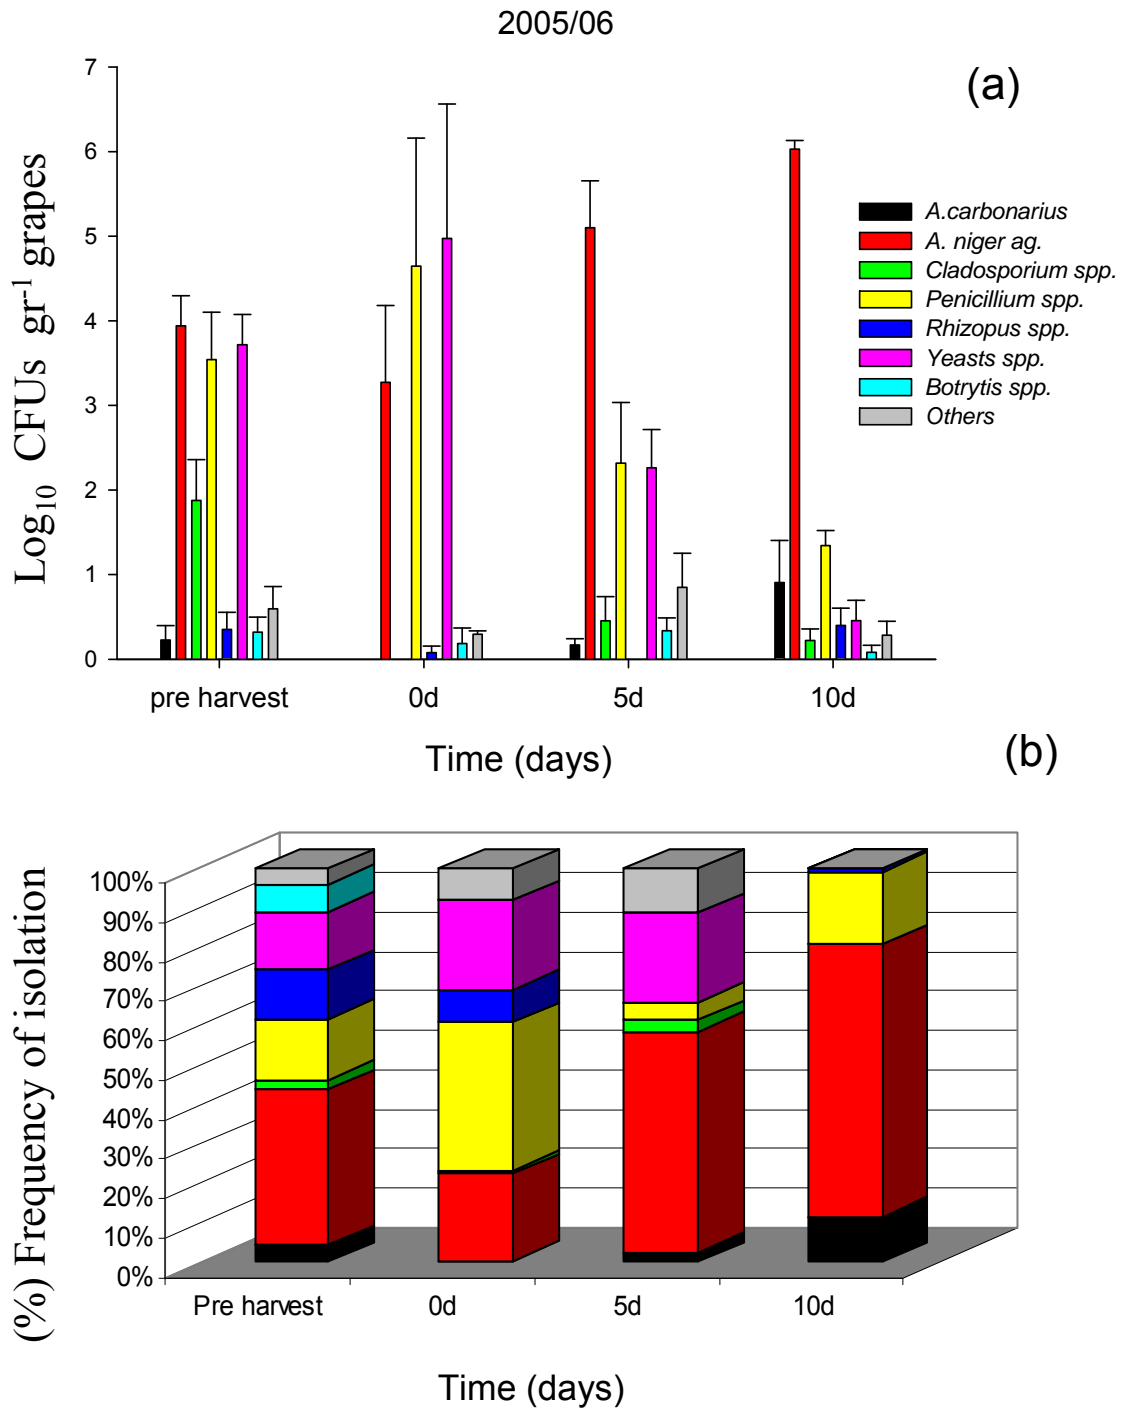 2005/06
(a)
7
6
5
4
3
2
1
0
Log10 CFUs gr-1 grapes
A.carbonarius
A. niger ag.
Cladosporium spp.
Penicillium spp.
Rhizopus spp.
Yeasts spp.
Botrytis spp.
Others
pre harvest 0d 5d 10d
Time (days)
(b)
(%) Frequency of isolation
100%
90%
80%
70%
60%
50%
40%
30%
20%
10%
0%
Pre harvest 0d 5d 10d
Time (days)